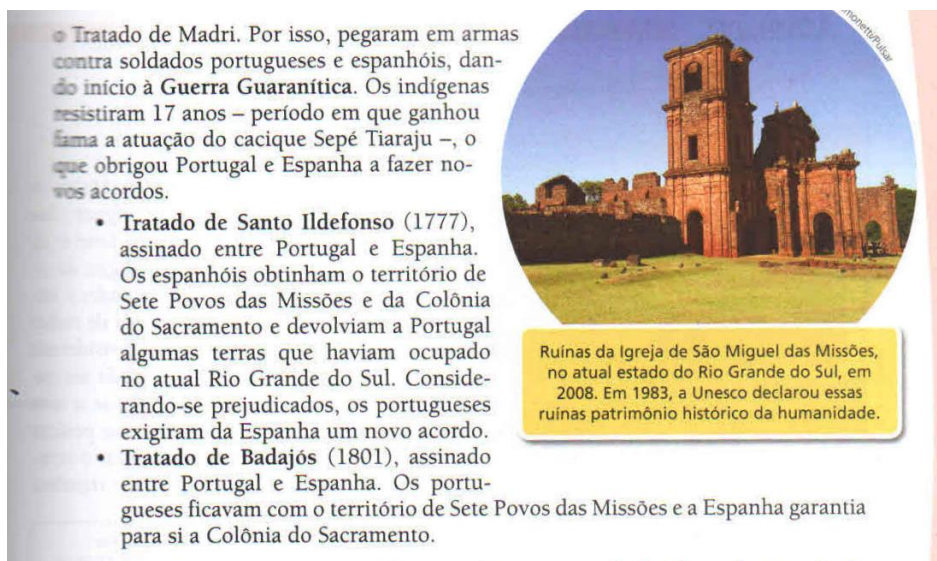 o Tratado de Madri. Por isso, pegaram em armas
contra soldados portugueses e espanhóis, dan-
do início à Guerra Guaranítica. Os indígenas
resistiram 17 anos – período em que ganhou
fama a atuação do cacique Sepé Tiaraju –, o
que obrigou Portugal e Espanha a fazer no-
vos acordos.
• Tratado de Santo Ildefonso (1777),
assinado entre Portugal e Espanha.
Os espanhóis obtinham o território de
Sete Povos das Missões e da Colônia
do Sacramento e devolviam a Portugal
algumas terras que haviam ocupado
no atual Rio Grande do Sul. Conside-
rando-se prejudicados, os portugueses
exigiram da Espanha um novo acordo.
• Tratado de Badajós (1801), assinado
entre Portugal e Espanha. Os portu-
gueses ficavam com o território de Sete Povos das Missões e a Espanha garantia
para si a Colônia do Sacramento.
Ruínas da Igreja de São Miguel das Missões,
no atual estado do Rio Grande do Sul, em
2008. Em 1983, a Unesco declarou essas
ruínas patrimônio histórico da humanidade.